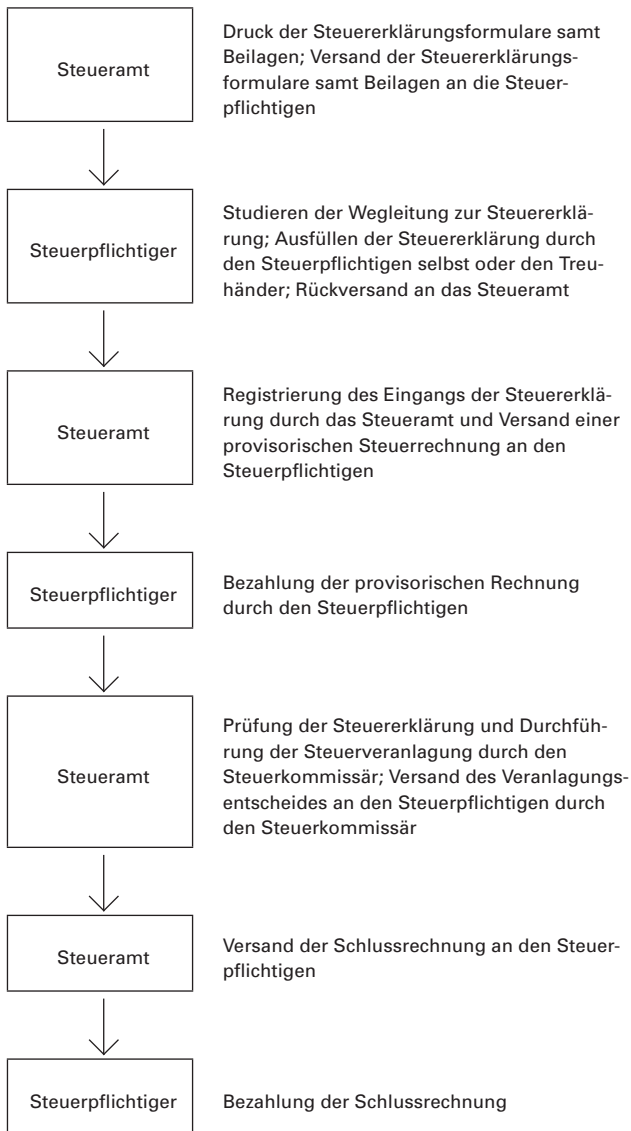 Steueramt
Druck der Steuererklärungsformulare samt
Beilagen; Versand der Steuererklärungs-
formulare samt Beilagen an die Steuer-
pflichtigen
Steuerpflichtiger
Studieren der Wegleitung zur Steuererklä-
rung; Ausfüllen der Steuererklärung durch
den Steuerpflichtigen selbst oder den Treu-
händer; Rückversand an das Steueramt
Steueramt
Registrierung des Eingangs der Steuererklä-
rung durch das Steueramt und Versand einer
provisorischen Steuerrechnung an den
Steuerpflichtigen
Steuerpflichtiger
Bezahlung der provisorischen Rechnung
durch den Steuerpflichtigen
Steueramt
Prüfung der Steuererklärung und Durchfüh-
rung der Steuerveranlagung durch den
Steuerkommissär; Versand des Veranlagungs-
entscheides an den Steuerpflichtigen durch
den Steuerkommissär
Steueramt
Versand der Schlussrechnung an den Steuer-
pflichtigen
Steuerpflichtiger
Bezahlung der Schlussrechnung